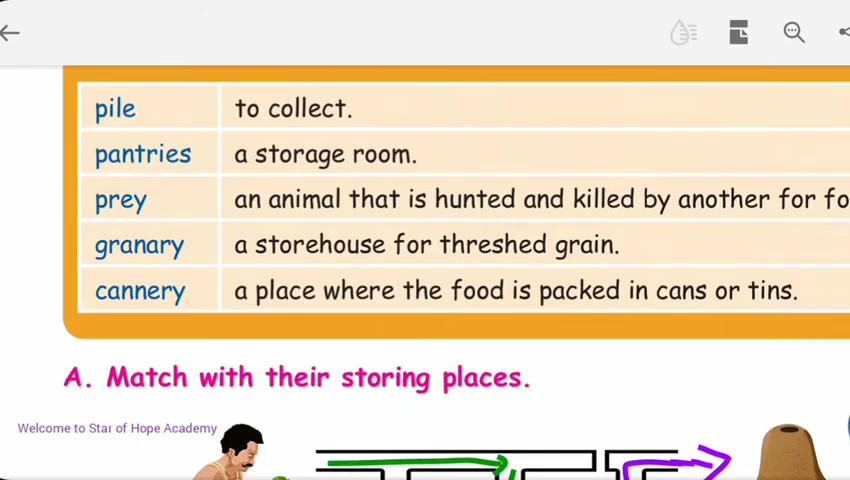 pile to collect.
pantries a storage room.
prey an animal that is hunted and killed by another for fo
granary a storehouse for threshed grain.
cannery a place where the food is packed in cans or tins.
A. Match with their storing places.
Welcome to Star of Hope Academy